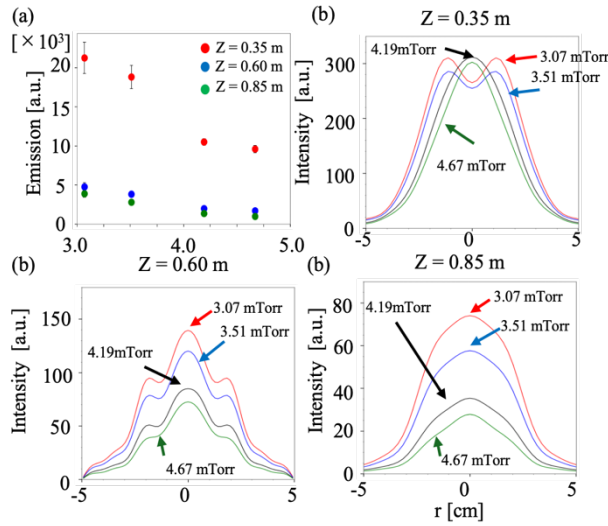 (a)
[×10³]
Emission [a.u.]
20
15
10
5
0
3.0
4.0
5.0
Z = 0.35 m
Z = 0.60 m
Z = 0.85 m
(b)
Z = 0.35 m
Intensity [a.u.]
300
200
100
0
-5
0
5
4.19mTorr
3.07 mTorr
3.51 mTorr
4.67 mTorr
(b)
Z = 0.60 m
Intensity [a.u.]
150
100
50
0
-5
0
5
3.07 mTorr
3.51 mTorr
4.19mTorr
4.67 mTorr
(b)
Z = 0.85 m
Intensity [a.u.]
80
60
40
20
0
-5
0
5
r [cm]
4.19mTorr
3.07 mTorr
3.51 mTorr
4.67 mTorr